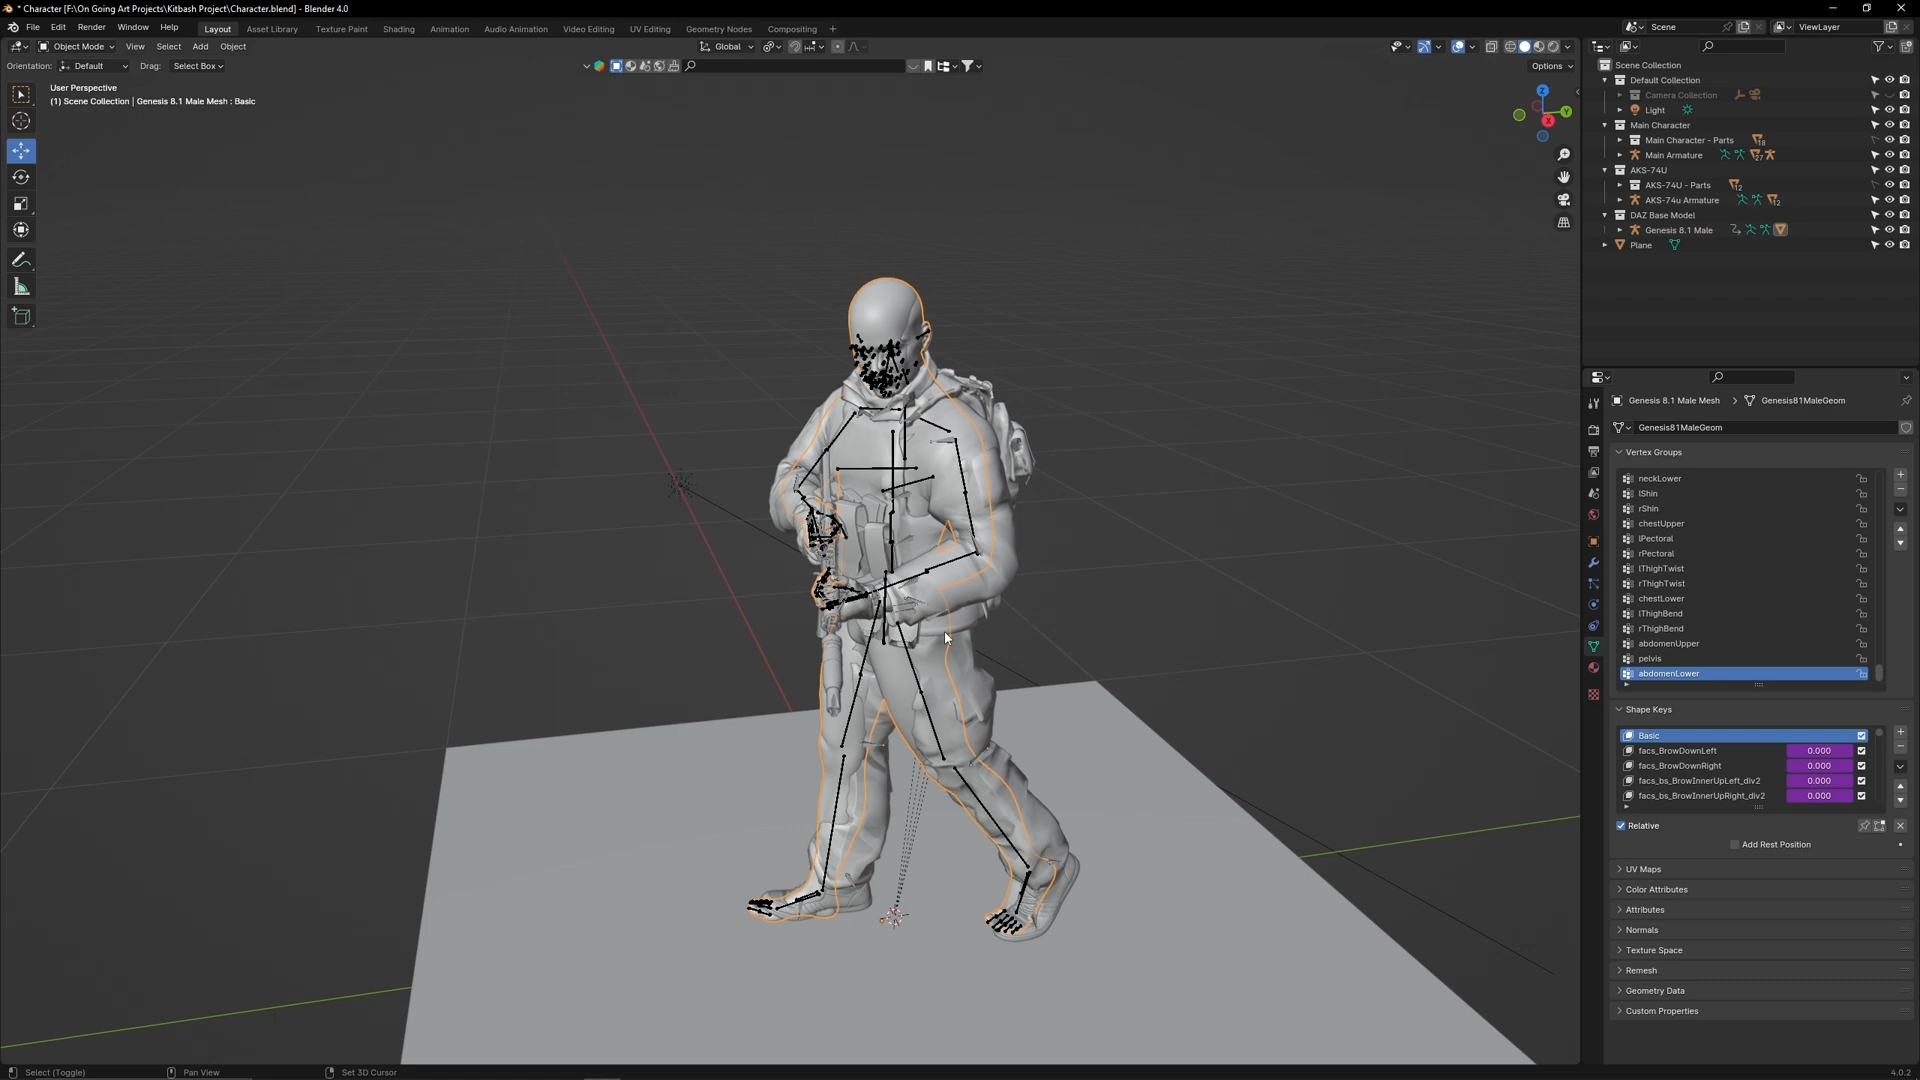 * Character [F:\On Going Art Projects\Kitbash Project\Character.blend] - Blender 4.0
File Edit Render Window Help
Layout Asset Library Texture Paint Shading Animation Audio Animation Video Editing UV Editing Geometry Nodes Compositing +
Scene ViewLayer
Object Mode View Select Add Object
Global
Orientation: Default Drag: Select Box
Options
User Perspective
(1) Scene Collection | Genesis 8.1 Male Mesh : Basic
Z
Y
X
Scene Collection
Default Collection
Camera Collection
Light
Main Character
Main Character - Parts 18
Main Armature 27
AKS-74U
AKS-74U - Parts 12
AKS-74u Armature 12
DAZ Base Model
Genesis 8.1 Male
Plane
Genesis 8.1 Male Mesh > Genesis81MaleGeom
Genesis81MaleGeom
Vertex Groups
neckLower
lShin
rShin
chestUpper
lPectoral
rPectoral
lThighTwist
rThighTwist
chestLower
lThighBend
rThighBend
abdomenUpper
pelvis
abdomenLower
Shape Keys
Basic
facs_BrowDownLeft 0.000
facs_BrowDownRight 0.000
facs_bs_BrowInnerUpLeft_div2 0.000
facs_bs_BrowInnerUpRight_div2 0.000
Relative
Add Rest Position
UV Maps
Color Attributes
Attributes
Normals
Texture Space
Remesh
Geometry Data
Custom Properties
Select (Toggle) Pan View Set 3D Cursor 4.0.2